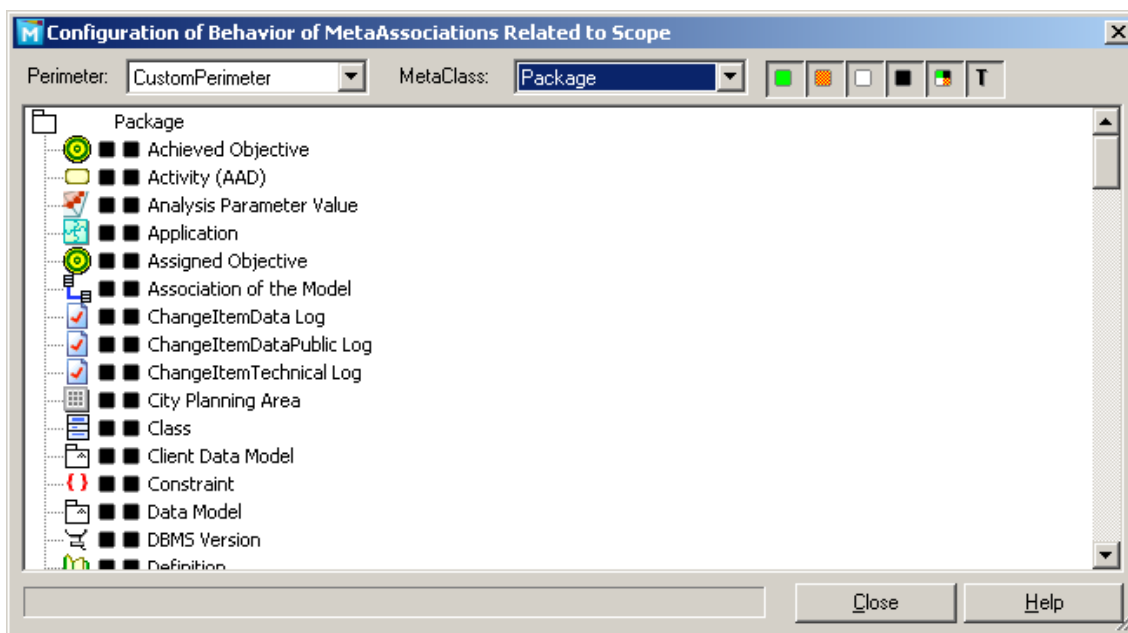 Configuration of Behavior of MetaAssociations Related to Scope
Perimeter: CustomPerimeter MetaClass: Package T
Package
Achieved Objective
Activity (AAD)
Analysis Parameter Value
Application
Assigned Objective
Association of the Model
ChangeItemData Log
ChangeItemDataPublic Log
ChangeItemTechnical Log
City Planning Area
Class
Client Data Model
Constraint
Data Model
DBMS Version
Definition
Close Help